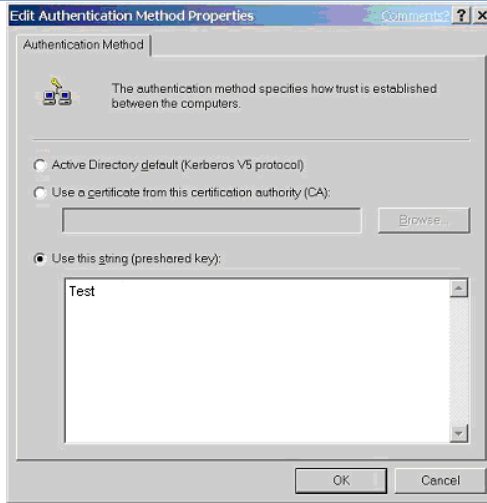 Edit Authentication Method Properties Comments? ? x
Authentication Method
The authentication method specifies how trust is established
between the computers.
Active Directory default (Kerberos V5 protocol)
Use a certificate from this certification authority (CA):
Browse...
Use this string (preshared key):
Test
OK Cancel